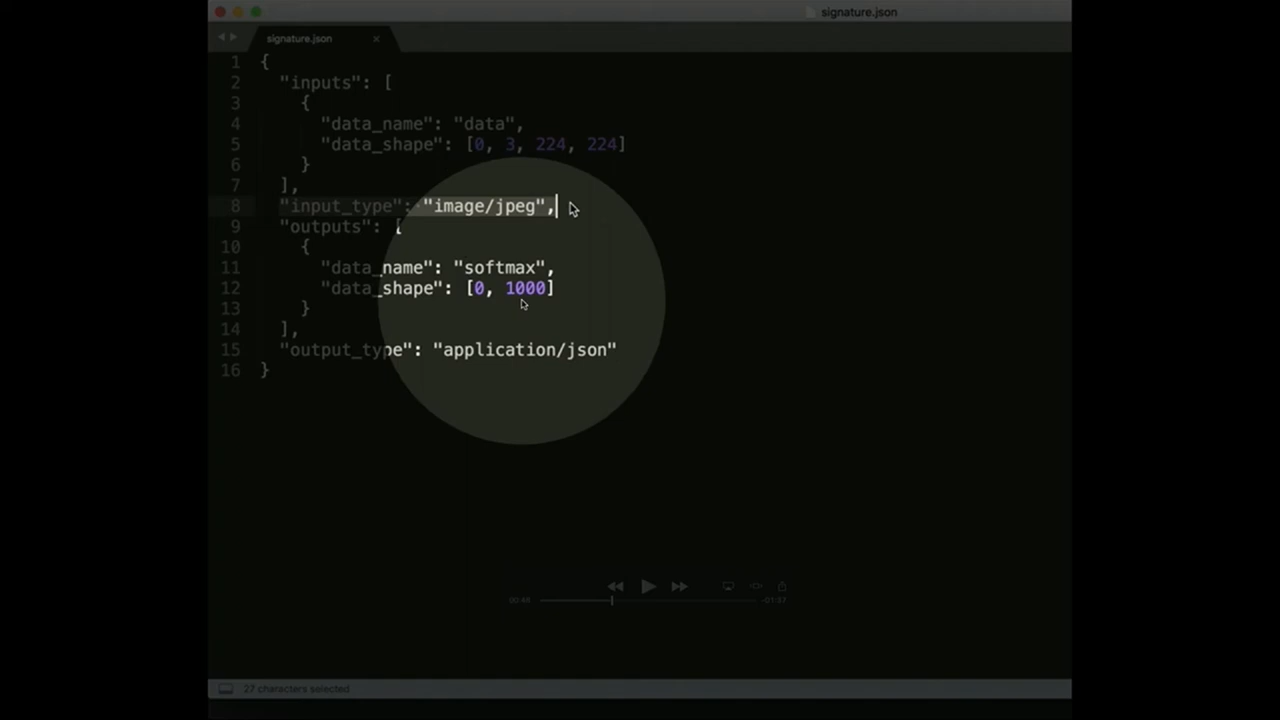 signature.json
signature.json ×
1 {
2 "inputs": [
3 {
4 "data_name": "data",
5 "data_shape": [0, 3, 224, 224]
6 }
7 ],
8 "input_type": "image/jpeg",
9 "outputs": [
10 {
11 "data_name": "softmax",
12 "data_shape": [0, 1000]
13 }
14 ],
15 "output_type": "application/json"
16 }
-01:37
27 characters selected